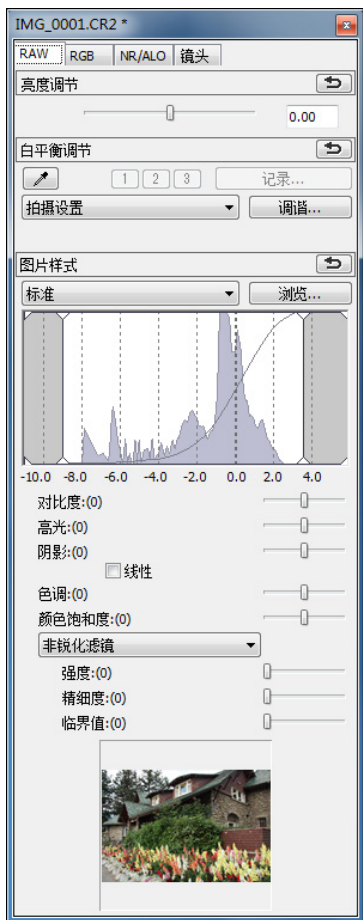 IMG_0001.CR2 *
RAW RGB NR/ALO 镜头
亮度调节
0.00
白平衡调节
1 2 3 记录...
拍摄设置 调谐...
图片样式
标准 浏览...
-10.0 -8.0 -6.0 -4.0 -2.0 0.0 2.0 4.0
对比度:(0)
高光:(0)
阴影:(0)
线性
色调:(0)
颜色饱和度:(0)
非锐化滤镜
强度:(0)
精细度:(0)
临界值:(0)